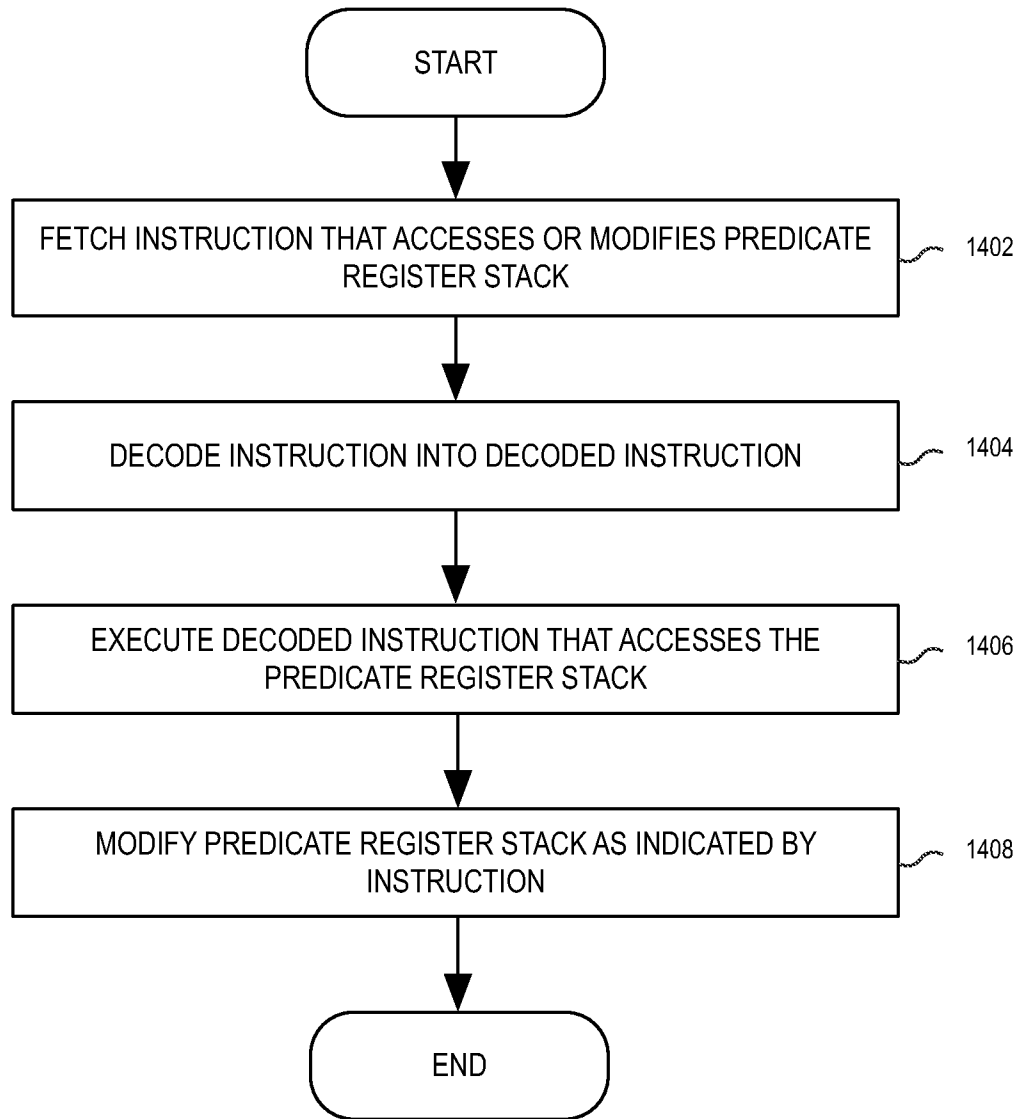 START
FETCH INSTRUCTION THAT ACCESSES OR MODIFIES PREDICATE
REGISTER STACK
1402
DECODE INSTRUCTION INTO DECODED INSTRUCTION
1404
EXECUTE DECODED INSTRUCTION THAT ACCESSES THE
PREDICATE REGISTER STACK
1406
MODIFY PREDICATE REGISTER STACK AS INDICATED BY
INSTRUCTION
1408
END